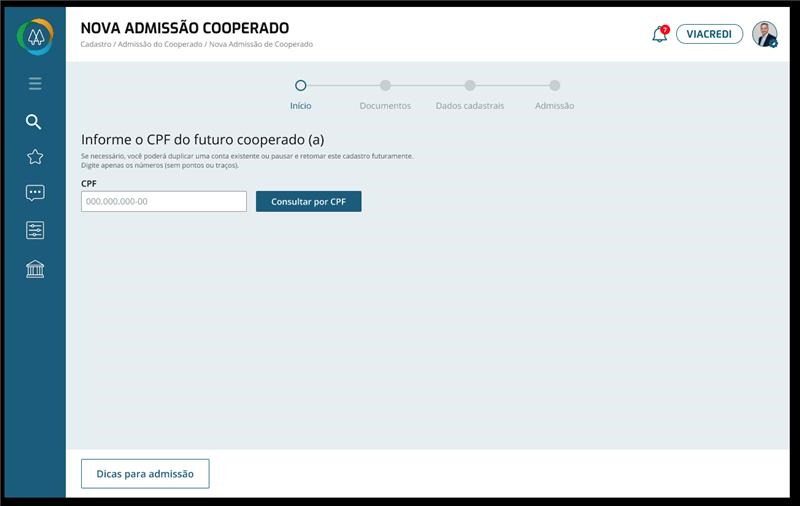 NOVA ADMISSÃO COOPERADO
Cadastro / Admissão do Cooperado / Nova Admissão de Cooperado
7
VIACREDI
Início
Documentos
Dados cadastrais
Admissão
Informe o CPF do futuro cooperado (a)
Se necessário, você poderá duplicar uma conta existente ou pausar e retomar este cadastro futuramente.
Digite apenas os números (sem pontos ou traços).
CPF
000.000.000-00
Consultar por CPF
Dicas para admissão